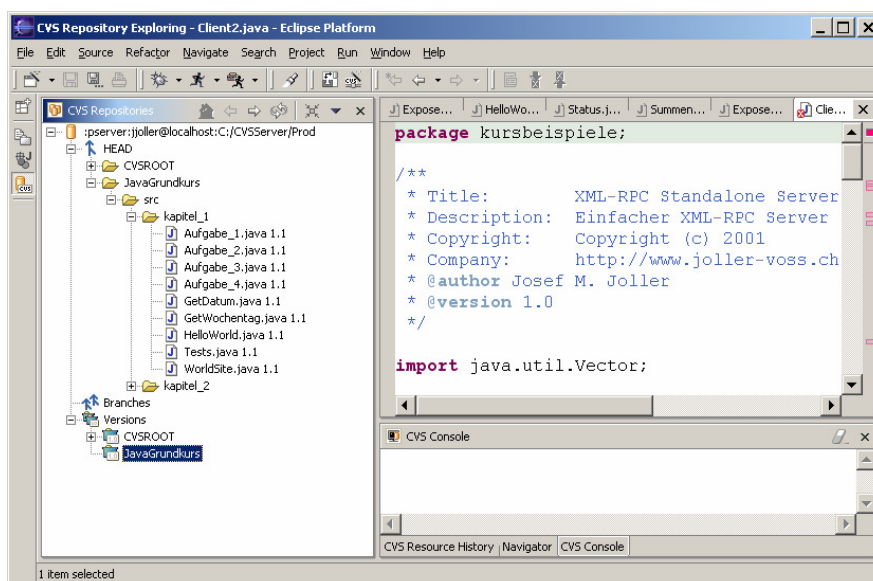 CVS Repository Exploring - Client2.java - Eclipse Platform
File Edit Source Refactor Navigate Search Project Run Window Help
CVS Repositories
:pserver:jjoller@localhost:C:/CVSServer/Prod
HEAD
CVSROOT
JavaGrundkurs
src
kapitel_1
Aufgabe_1.java 1.1
Aufgabe_2.java 1.1
Aufgabe_3.java 1.1
Aufgabe_4.java 1.1
GetDatum.java 1.1
GetWochentag.java 1.1
HelloWorld.java 1.1
Tests.java 1.1
WorldSite.java 1.1
kapitel_2
Branches
Versions
CVSROOT
JavaGrundkurs
Expose... HelloWo... Status.j... Summen... Expose... Clie...
package kursbeispiele;
/**
* Title: XML-RPC Standalone Server
* Description: Einfacher XML-RPC Server
* Copyright: Copyright (c) 2001
* Company: http://www.joller-voss.ch
* @author Josef M. Joller
* @version 1.0
*/
import java.util.Vector;
CVS Console
CVS Resource History Navigator CVS Console
1 item selected